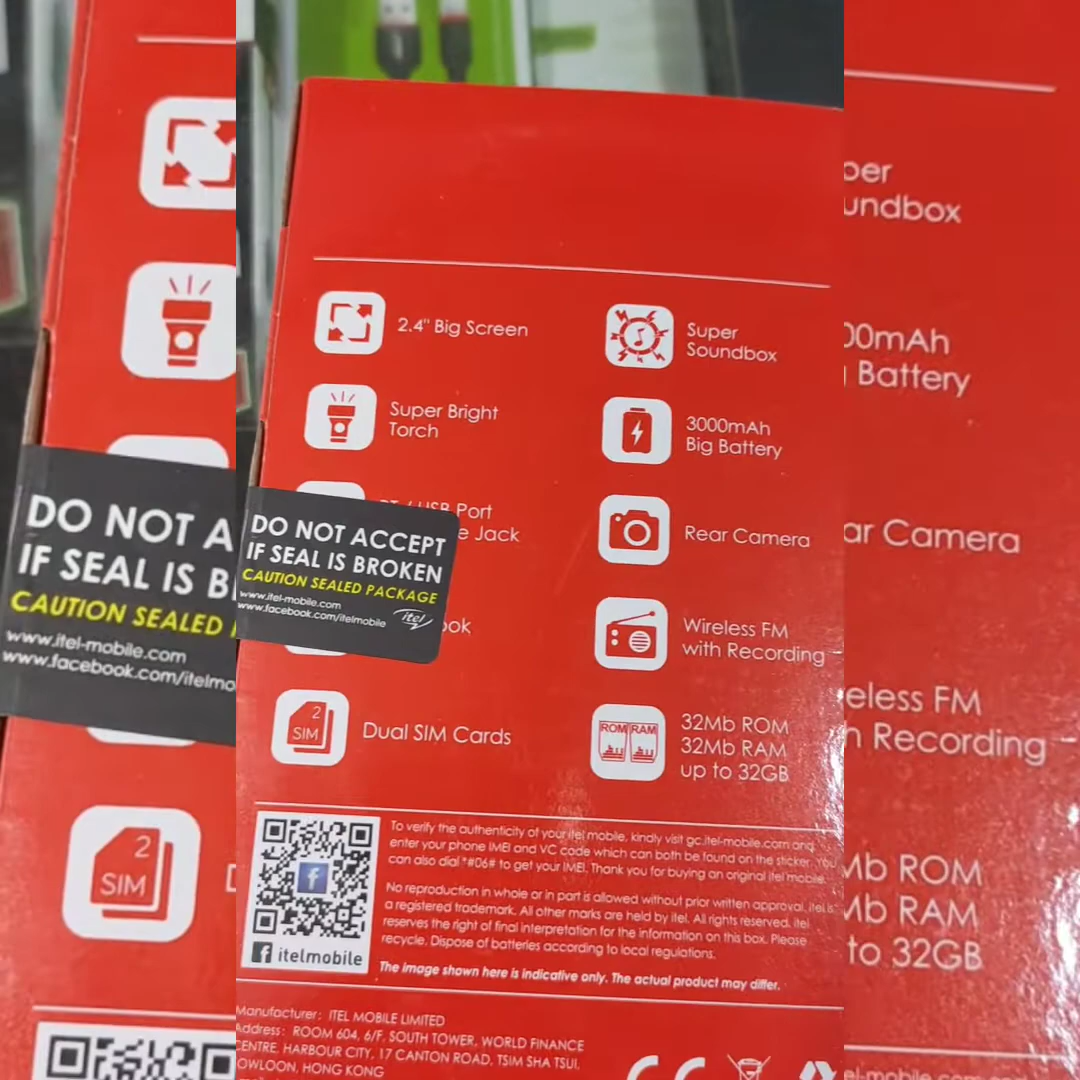 2.4" Big Screen
Super
Soundbox
Super Bright
Torch
3000mAh
Big Battery
USB Port
Jack
Rear Camera
DO NOT ACCEPT
IF SEAL IS BROKEN
CAUTION SEALED PACKAGE
www.itel-mobile.com
www.facebook.com/itelmobile
itel
ook
Wireless FM
with Recording
2
SIM
Dual SIM Cards
ROM RAM
32Mb ROM
32Mb RAM
up to 32GB
To verify the authenticity of your itel mobile, kindly visit gc.itel-mobile.com and
enter your phone IMEI and VC code which can both be found on the sticker. You
can also dial *#06# to get your IMEI. Thank you for buying an original itel mobile.
No reproduction in whole or in part is allowed without prior written approval. itel is
a registered trademark. All other marks are held by itel. All rights reserved. itel
reserves the right of final interpretation for the information on this box. Please
recycle. Dispose of batteries according to local regulations.
The image shown here is indicative only. The actual product may differ.
f itelmobile
Manufacturer: ITEL MOBILE LIMITED
Address: ROOM 604, 6/F, SOUTH TOWER, WORLD FINANCE
CENTRE, HARBOUR CITY, 17 CANTON ROAD, TSIM SHA TSUI,
OWLOON, HONG KONG
DO NOT A
IF SEAL IS B
CAUTION SEALED
www.itel-mobile.com
www.facebook.com/itelmo
2
SIM
per
undbox
00mAh
Battery
ar Camera
eless FM
Recording
Mb ROM
Mb RAM
to 32GB